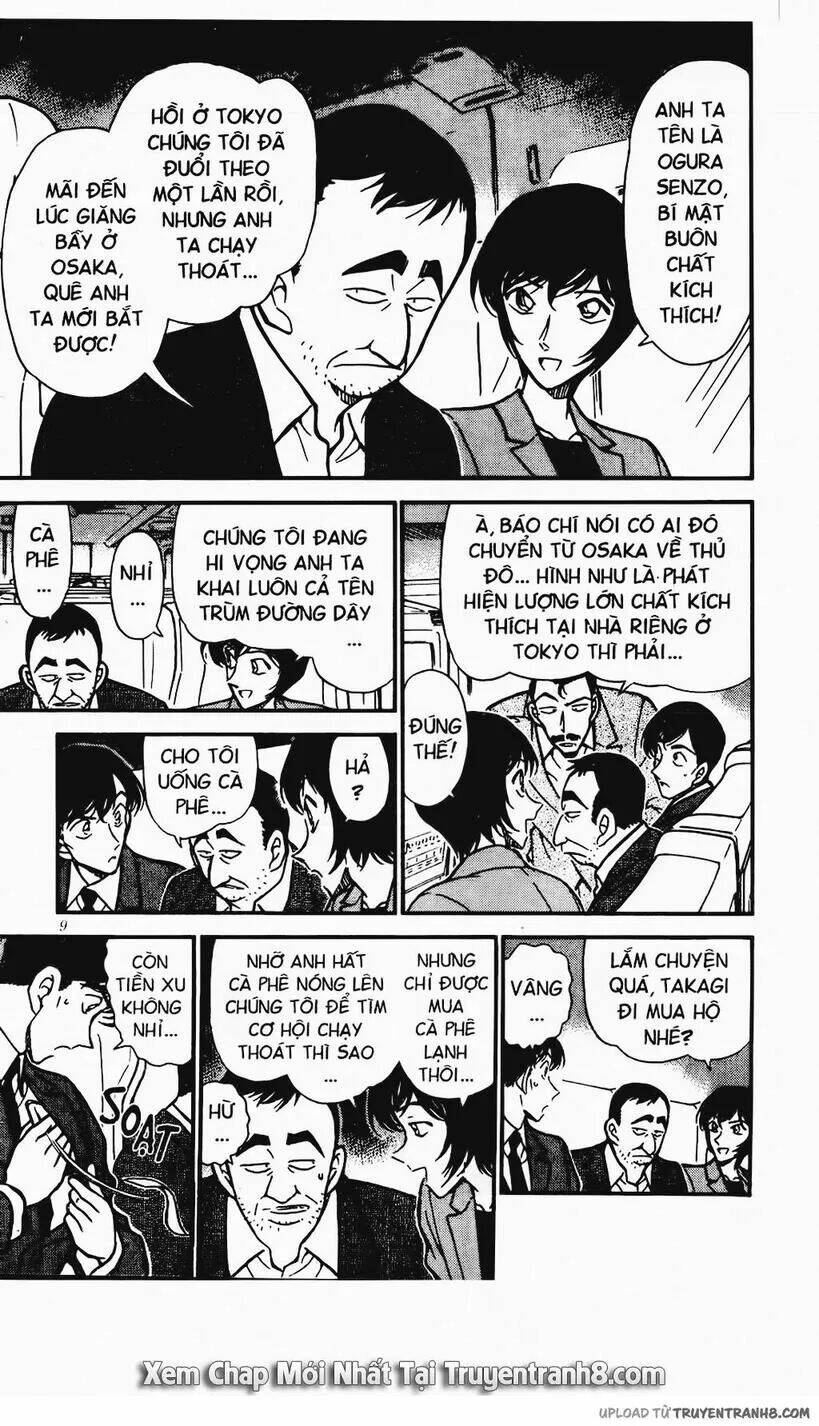 ANH TA
TÊN LÀ
OGURA
SENZO,
BÍ MẬT
BUÔN
CHẤT
KÍCH
THÍCH!
HỒI Ở TOKYO
CHÚNG TÔI ĐÃ
ĐUỔI THEO
MỘT LẦN RỒI,
NHƯNG ANH
TA CHẠY
THOÁT...
MÃI ĐẾN
LÚC GIĂNG
BẪY Ở
OSAKA,
QUÊ ANH
TA MỚI BẮT
ĐƯỢC!
À, BÁO CHÍ NÓI CÓ AI ĐÓ
CHUYỂN TỪ OSAKA VỀ THỦ
ĐÔ... HÌNH NHƯ LÀ PHÁT
HIỆN LƯỢNG LỚN CHẤT KÍCH
THÍCH TẠI NHÀ RIÊNG Ở
TOKYO THÌ PHẢI...
ĐÚNG
THẾ!
CHÚNG TÔI ĐANG
HI VỌNG ANH TA
KHAI LUÔN CẢ TÊN
TRÙM ĐƯỜNG DÂY
...
NHỈ
...
CÀ
PHÊ
...
HẢ
?
CHO TÔI
UỐNG CÀ
PHÊ...
9
LẮM CHUYỆN
QUÁ, TAKAGI
ĐI MUA HỘ
NHÉ?
VÂNG
...
NHƯNG
CHỈ ĐƯỢC
MUA
CÀ PHÊ
LẠNH
THÔI...
NHỠ ANH HẤT
CÀ PHÊ NÓNG LÊN
CHÚNG TÔI ĐỂ TÌM
CƠ HỘI CHẠY
THOÁT THÌ SAO
...
HỪ
...
CÒN
TIỀN XU
KHÔNG
NHỈ...
SOẠT
Xem Chap Mới Nhất Tại Truyentranh8.com
UPLOAD TỪ TRUYENTRANH8.COM